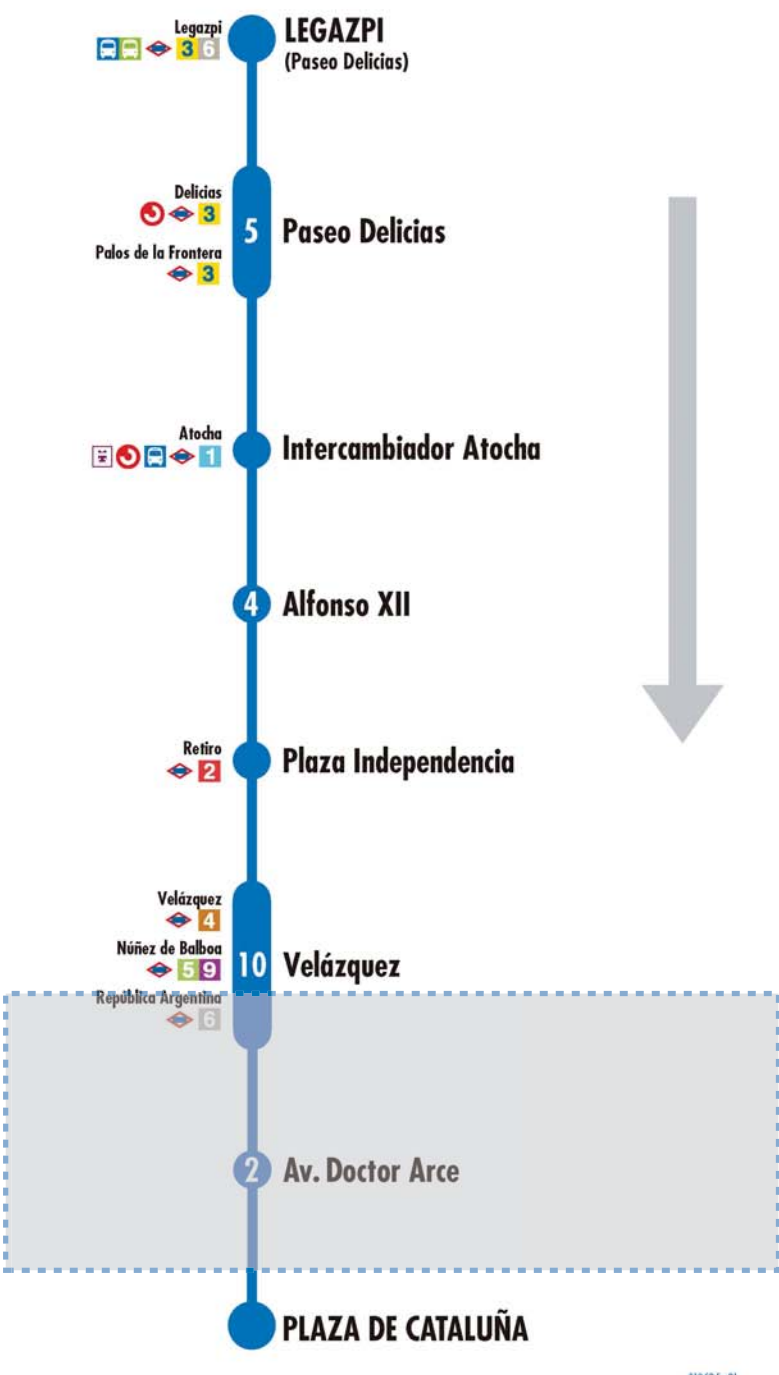 Legazpi
3 6
LEGAZPI
(Paseo Delicias)
Delicias
3
Palos de la Frontera
3
5
Paseo Delicias
Atocha
1
Intercambiador Atocha
4
Alfonso XII
Retiro
2
Plaza Independencia
Velázquez
4
Núñez de Balboa
5 9
República Argentina
6
10
Velázquez
2
Av. Doctor Arce
PLAZA DE CATALUÑA